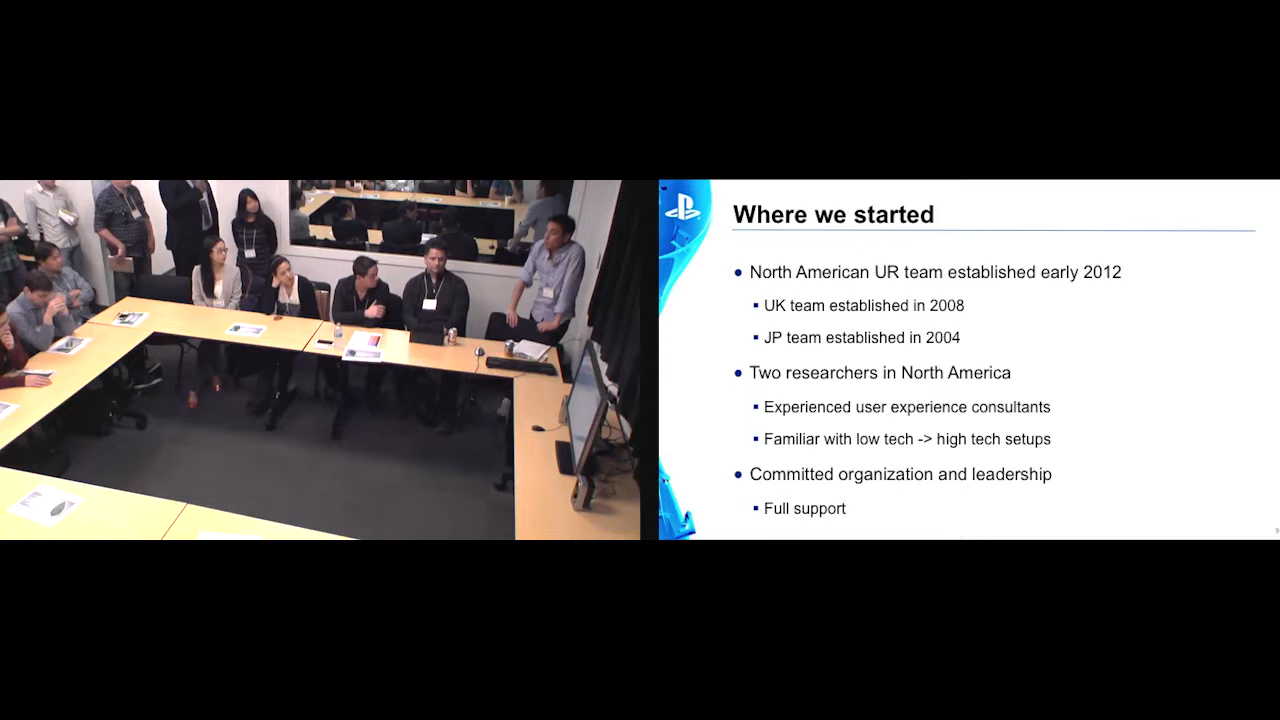 Where we started
• North American UR team established early 2012
▪ UK team established in 2008
▪ JP team established in 2004
• Two researchers in North America
▪ Experienced user experience consultants
▪ Familiar with low tech -> high tech setups
• Committed organization and leadership
▪ Full support
9